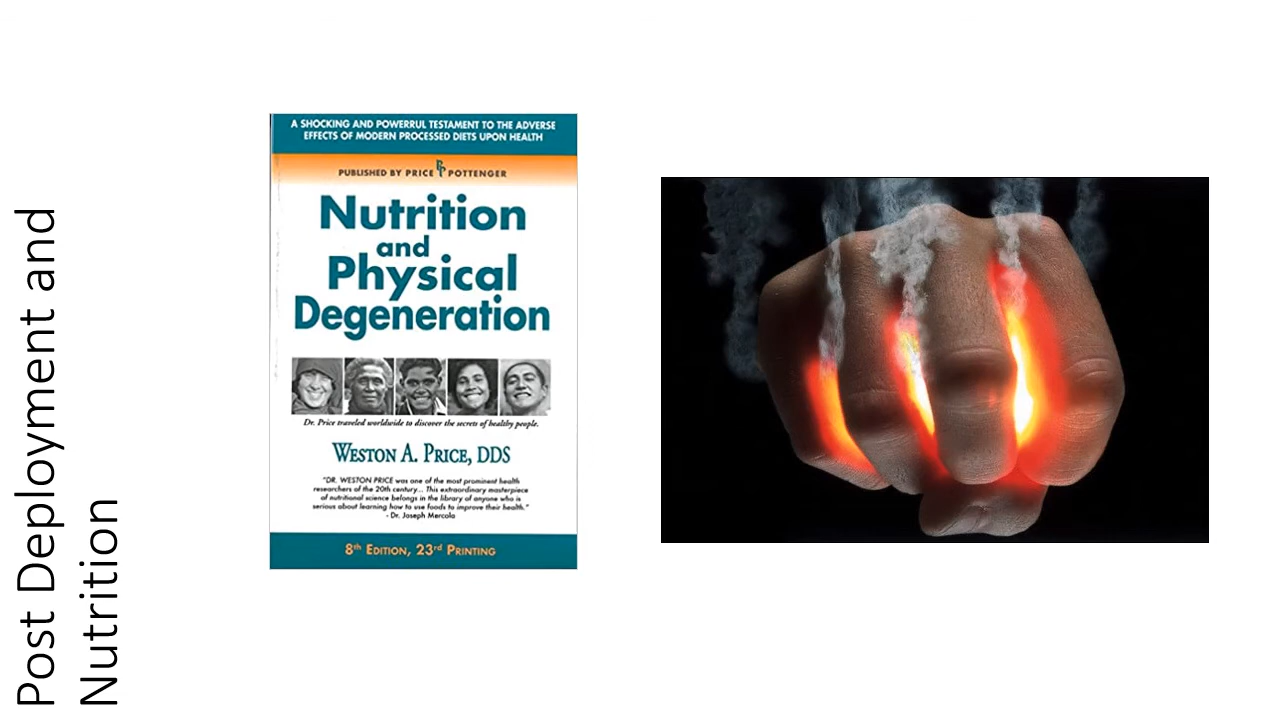 Post Deployment and
Nutrition
A SHOCKING AND POWERRUL TESTAMENT TO THE ADVERSE
EFFECTS OF MODERN PROCESSED DIETS UPON HEALTH
PUBLISHED BY PRICE PP POTTENGER
Nutrition
and
Physical
Degeneration
Dr. Price traveled worldwide to discover the secrets of healthy people.
WESTON A. PRICE, DDS
"DR. WESTON PRICE was one of the most prominent health
researchers of the 20th century... This extraordinary masterpiece
of nutritional science belongs in the library of anyone who is
serious about learning how to use foods to improve their health."
- Dr. Joseph Mercola
8th EDITION, 23rd PRINTING